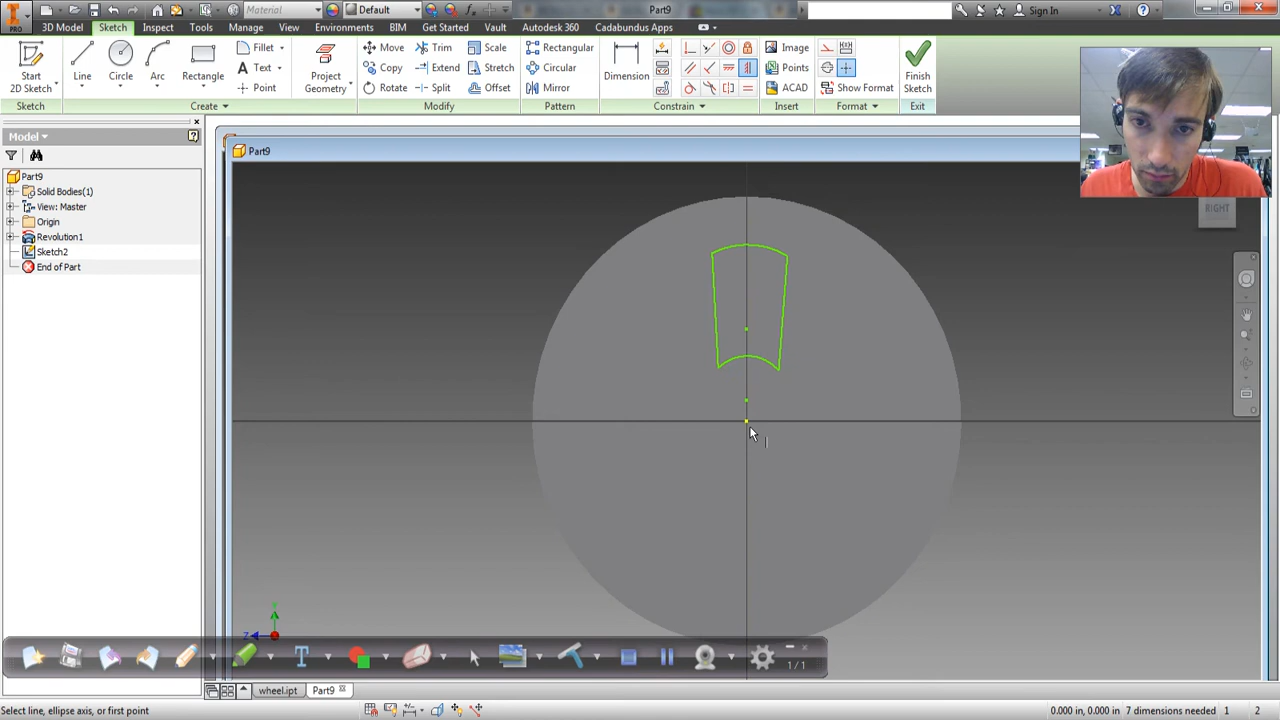 PRO
Material
Default
Part9
Sign In
Sketch
3D Model
Inspect
Tools
Manage
View
Environments
BIM
Get Started
Vault
Autodesk 360
Cadabundus Apps
Start
2D Sketch
Line
Circle
Arc
Rectangle
Fillet
Text
Point
Project
Geometry
Move
Copy
Rotate
Trim
Extend
Split
Scale
Stretch
Offset
Rectangular
Circular
Mirror
Dimension
Image
Points
ACAD
Show Format
Finish
Sketch
Sketch
Create
Modify
Pattern
Constrain
Insert
Format
Exit
Model
Part9
Solid Bodies(1)
View: Master
Origin
Revolution1
Sketch2
End of Part
Part9
RIGHT
Z
1/1
wheel.ipt
Part9
Select line, ellipse axis, or first point
0.000 in, 0.000 in
7 dimensions needed
1
2